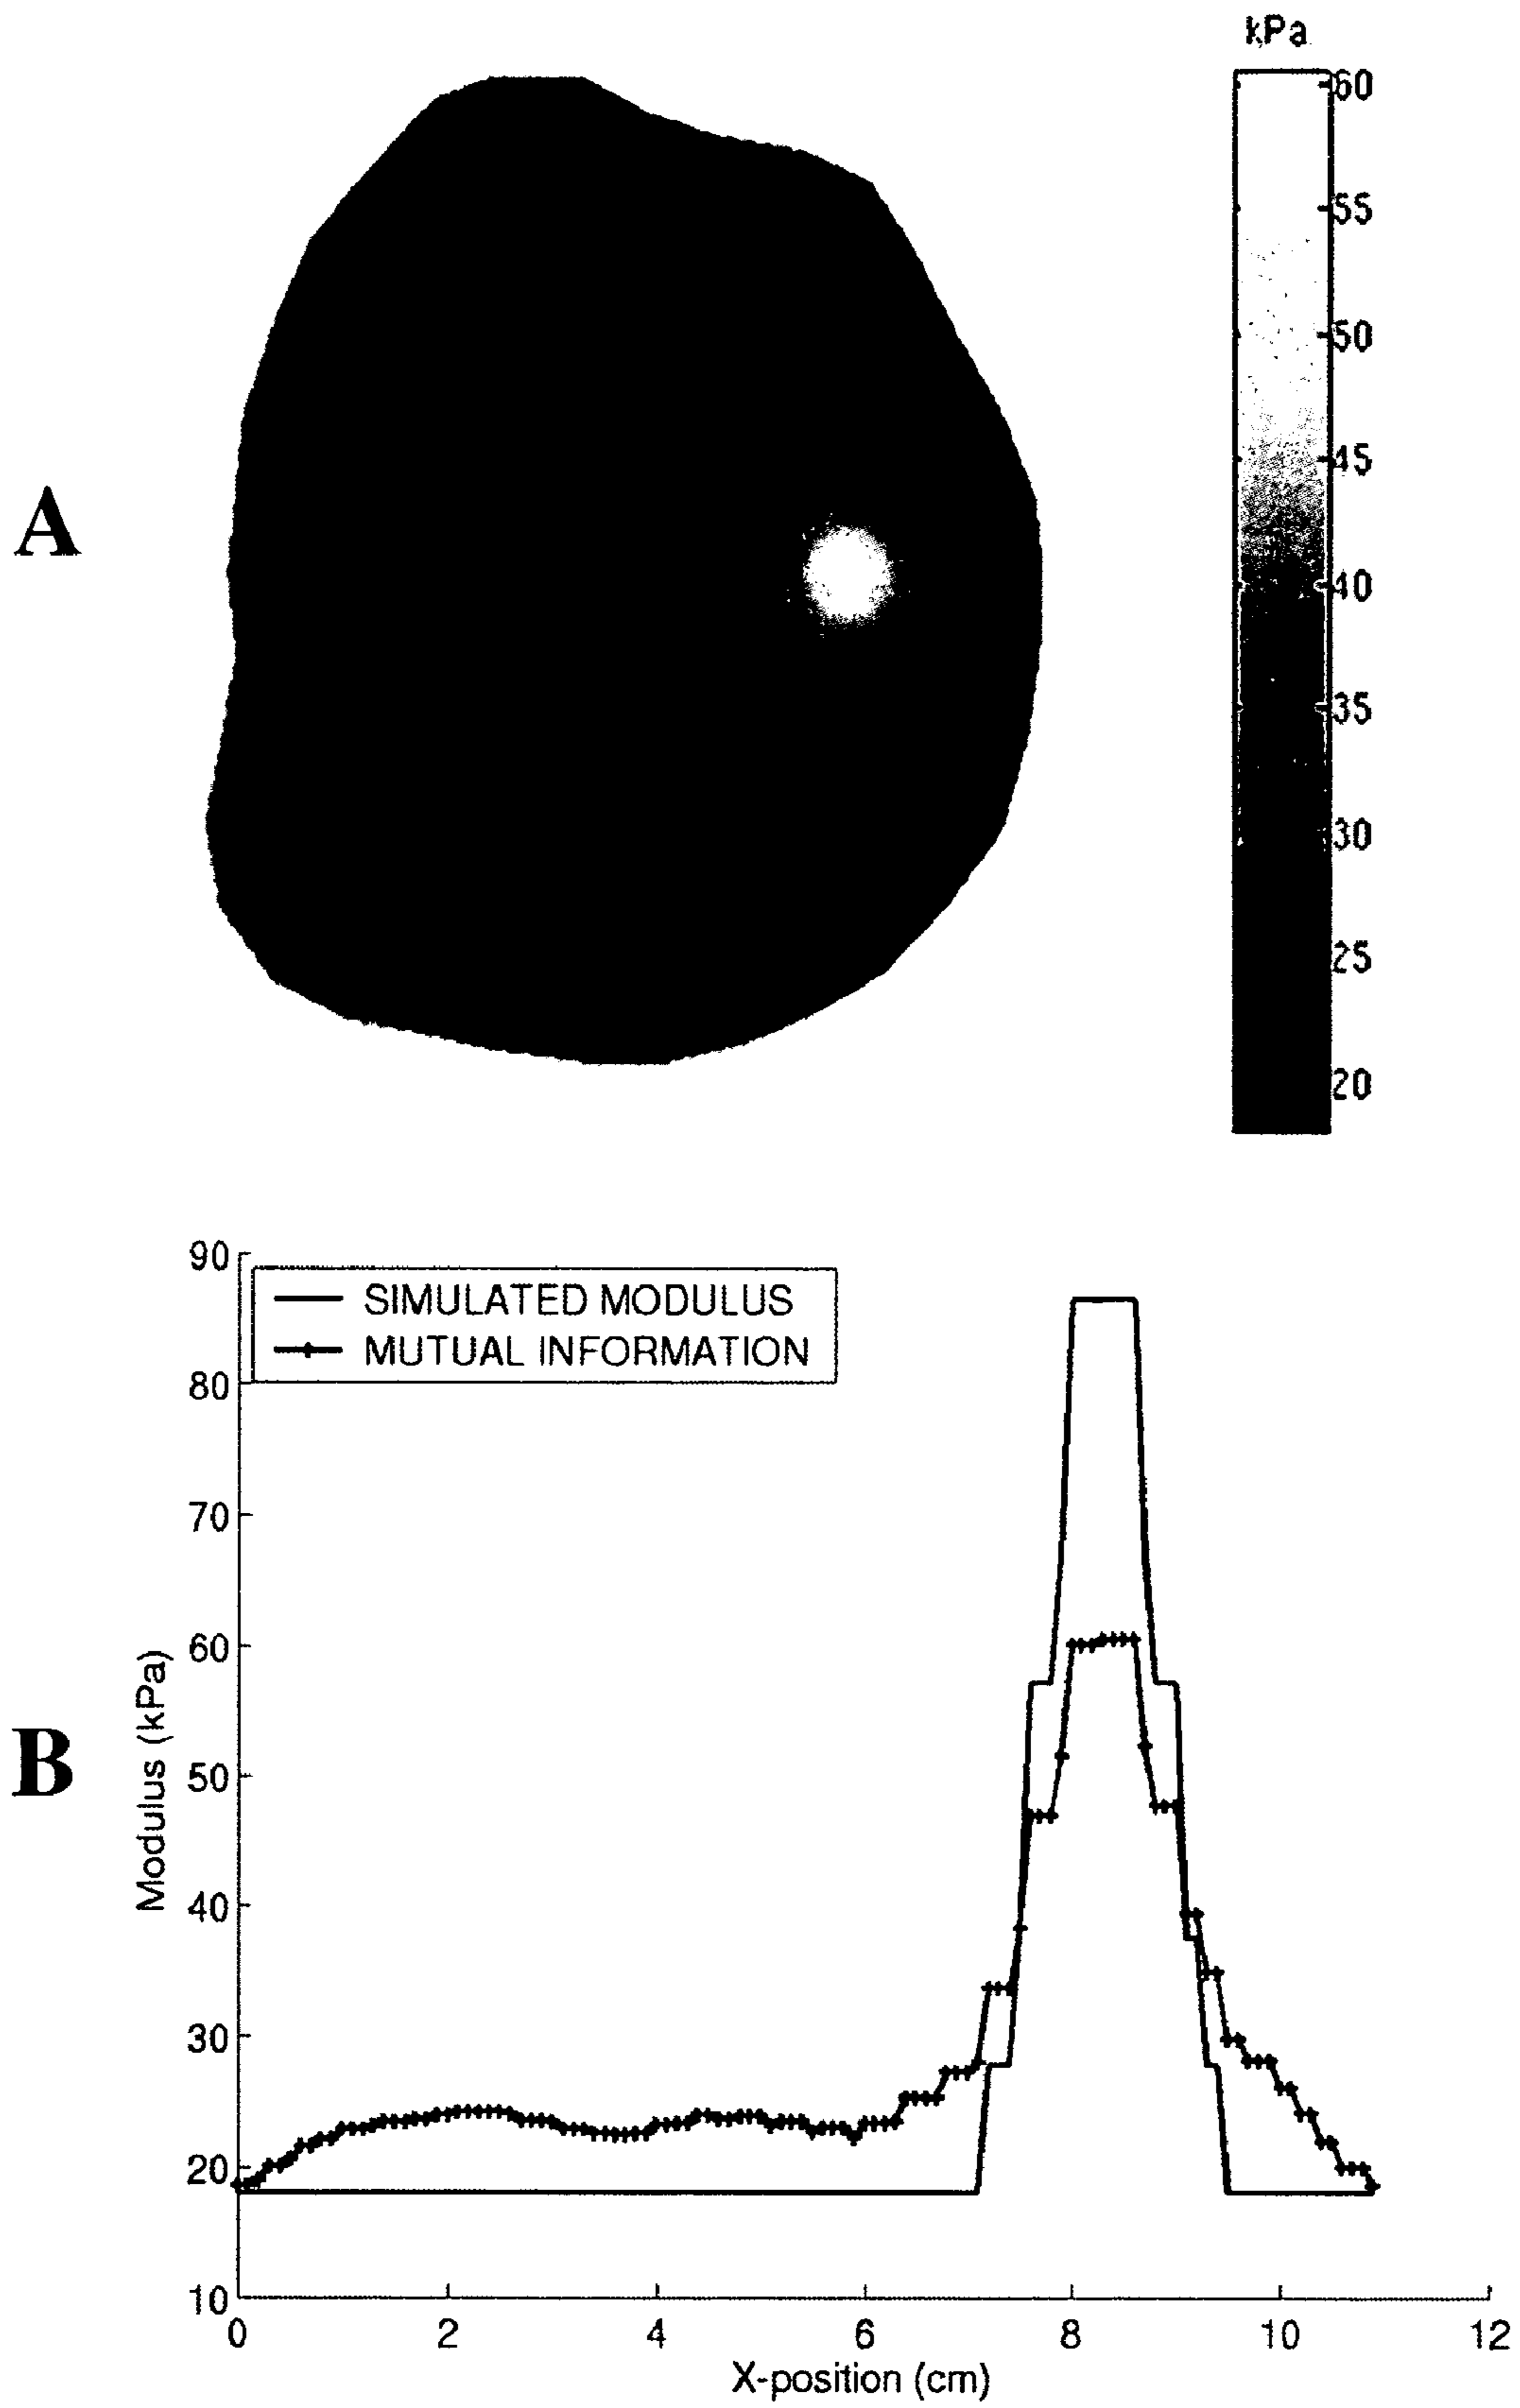 kPa
60
55
50
45
40
35
30
25
20
A
90
80
70
60
50
40
30
20
10
SIMULATED MODULUS
MUTUAL INFORMATION
Modulus (kPa)
B
0 2 4 6 8 10 12
X-position (cm)